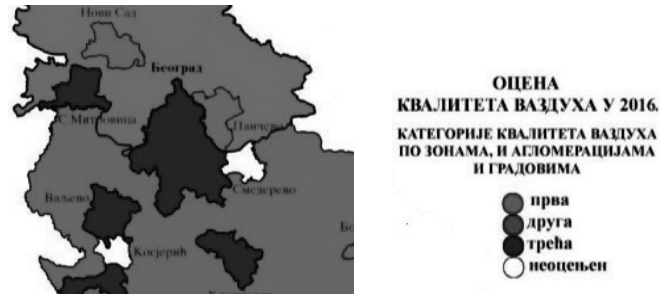 Нови Сад
Београд
С.Митровица
Панчево
Смедерево
Ваљево
Косјерић
ОЦЕНА
КВАЛИТЕТА ВАЗДУХА У 2016.
КАТЕГОРИЈЕ КВАЛИТЕТА ВАЗДУХА
ПО ЗОНАМА, И АГЛОМЕРАЦИЈАМА
И ГРАДОВИМА
прва
друга
трећа
неоцењен